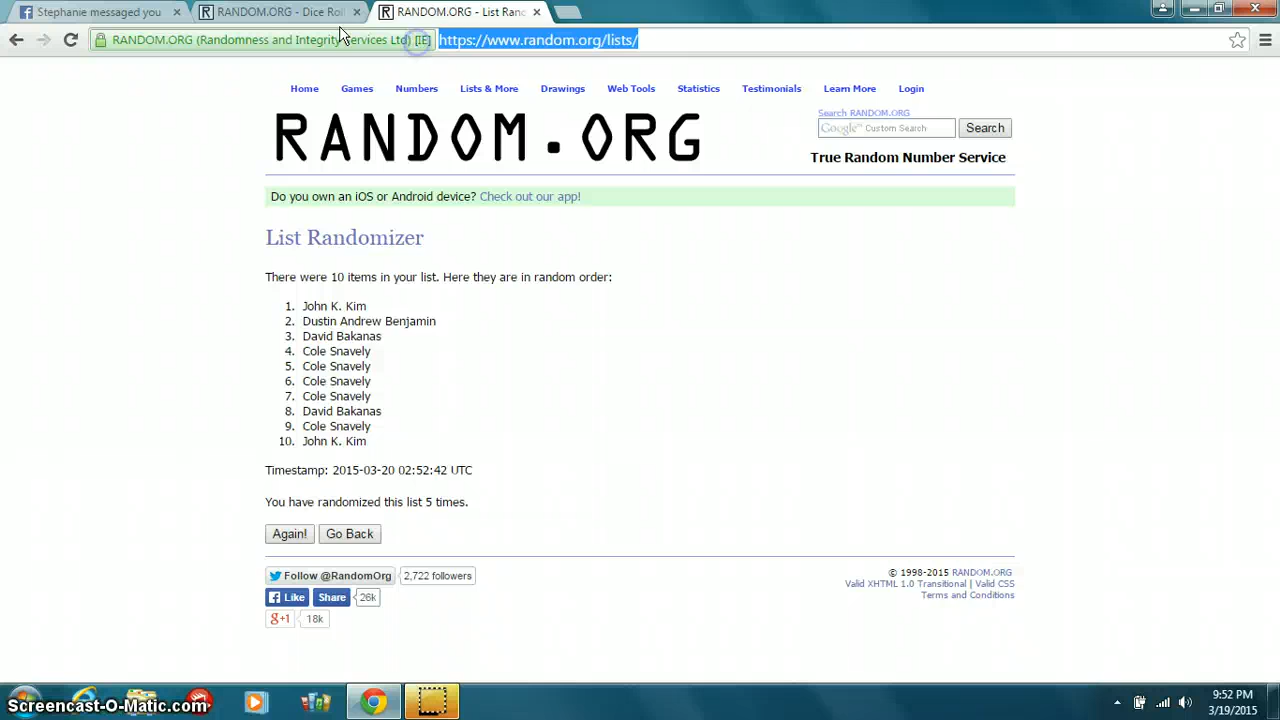 Stephanie messaged you
RANDOM.ORG - Dice Roll
RANDOM.ORG - List Ran
RANDOM.ORG (Randomness and Integrity Services Ltd) [IE]
https://www.random.org/lists/
Home Games Numbers Lists & More Drawings Web Tools Statistics Testimonials Learn More Login
RANDOM.ORG
Search RANDOM.ORG
Google™ Custom Search
Search
True Random Number Service
Do you own an iOS or Android device? Check out our app!
List Randomizer
There were 10 items in your list. Here they are in random order:
1. John K. Kim
2. Dustin Andrew Benjamin
3. David Bakanas
4. Cole Snavely
5. Cole Snavely
6. Cole Snavely
7. Cole Snavely
8. David Bakanas
9. Cole Snavely
10. John K. Kim
Timestamp: 2015-03-20 02:52:42 UTC
You have randomized this list 5 times.
Again! Go Back
Follow @RandomOrg 2,722 followers
Like Share 26k
g+1 18k
© 1998-2015 RANDOM.ORG
Valid XHTML 1.0 Transitional | Valid CSS
Terms and Conditions
Screencast-O-Matic.com
9:52 PM
3/19/2015